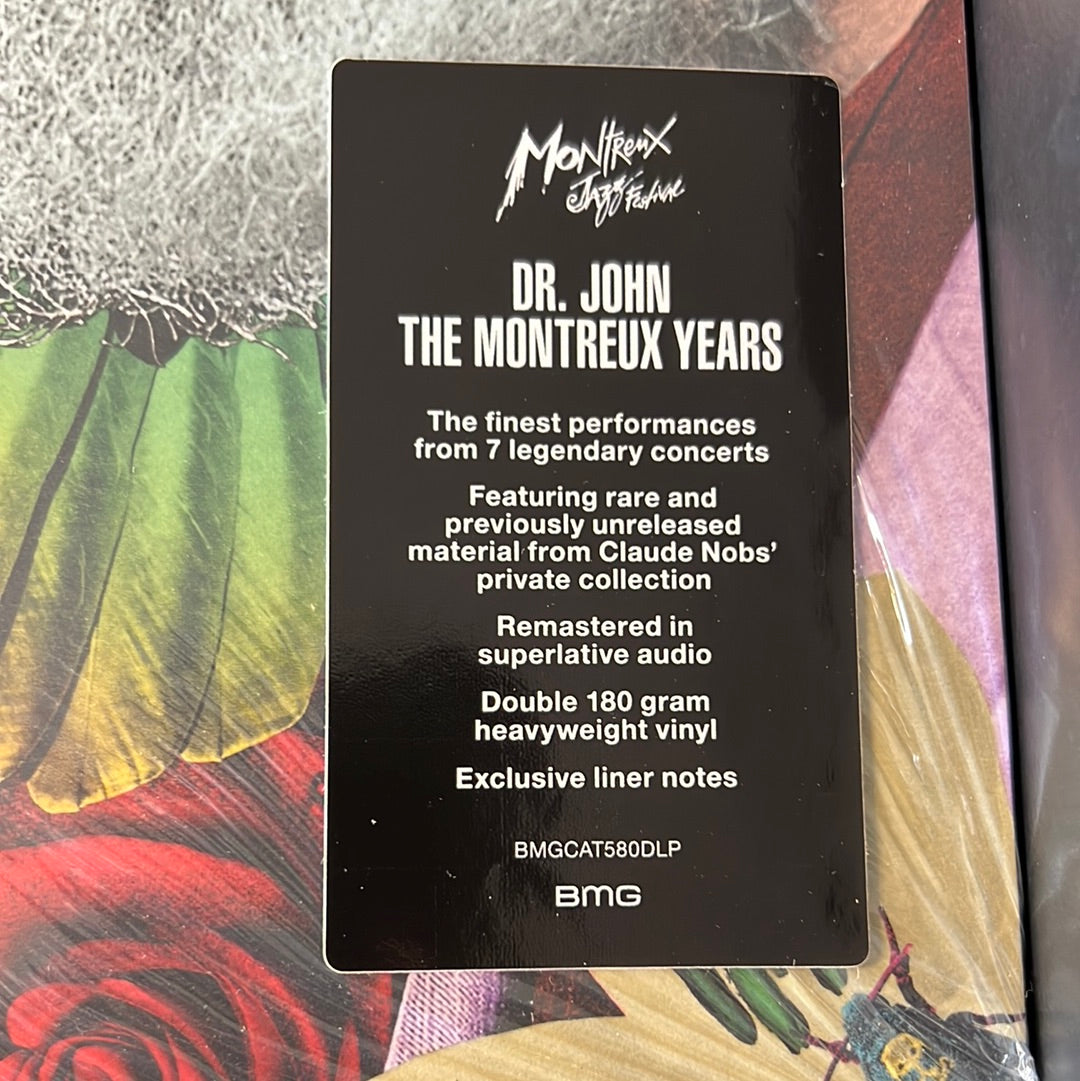 Montreux
Jazz Festival
DR. JOHN
THE MONTREUX YEARS
The finest performances
from 7 legendary concerts
Featuring rare and
previously unreleased
material from Claude Nobs'
private collection
Remastered in
superlative audio
Double 180 gram
heavyweight vinyl
Exclusive liner notes
BMGCAT580DLP
BMG